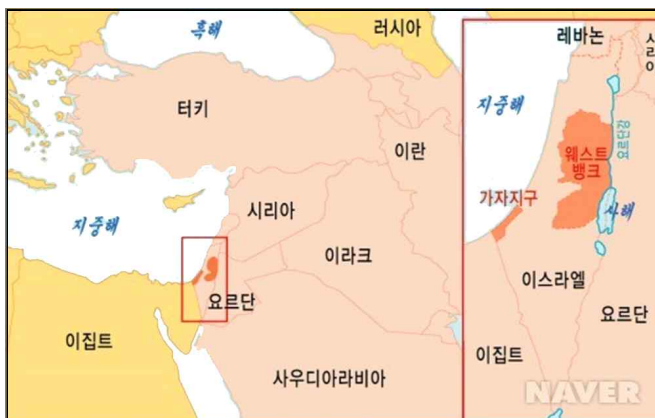 흑해
러시아
터키
이란
지중해
시리아
이라크
요르단
이집트
사우디아라비아
레바논
시리아
지중해
요르단강
웨스트
뱅크
가자지구
사해
이스라엘
요르단
이집트
NAVER